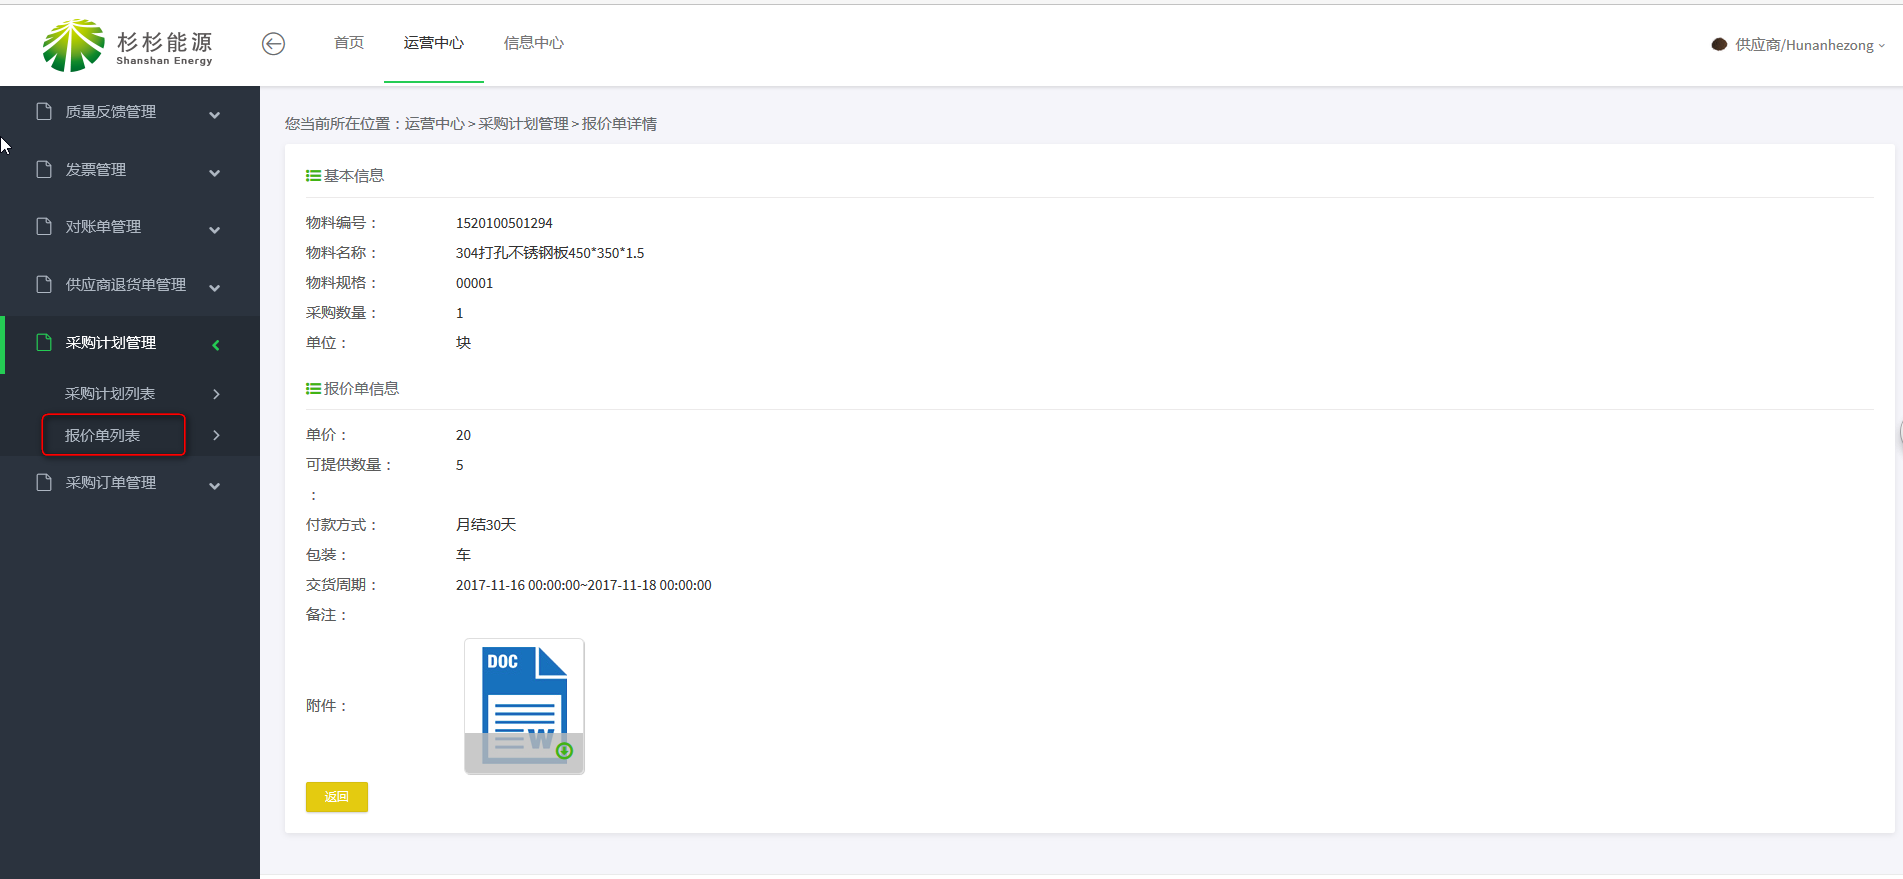 杉杉能源
Shanshan Energy
首页
运营中心
信息中心
供应商/Hunanhezong
质量反馈管理
发票管理
对账单管理
供应商退货单管理
采购计划管理
采购计划列表
报价单列表
采购订单管理
您当前所在位置：运营中心 > 采购计划管理 > 报价单详情
基本信息
物料编号： 1520100501294
物料名称： 304打孔不锈钢板450*350*1.5
物料规格： 00001
采购数量： 1
单位： 块
报价单信息
单价： 20
可提供数量： 5
：
付款方式： 月结30天
包装： 车
交货周期： 2017-11-16 00:00:00~2017-11-18 00:00:00
备注：
DOC
W
附件：
返回